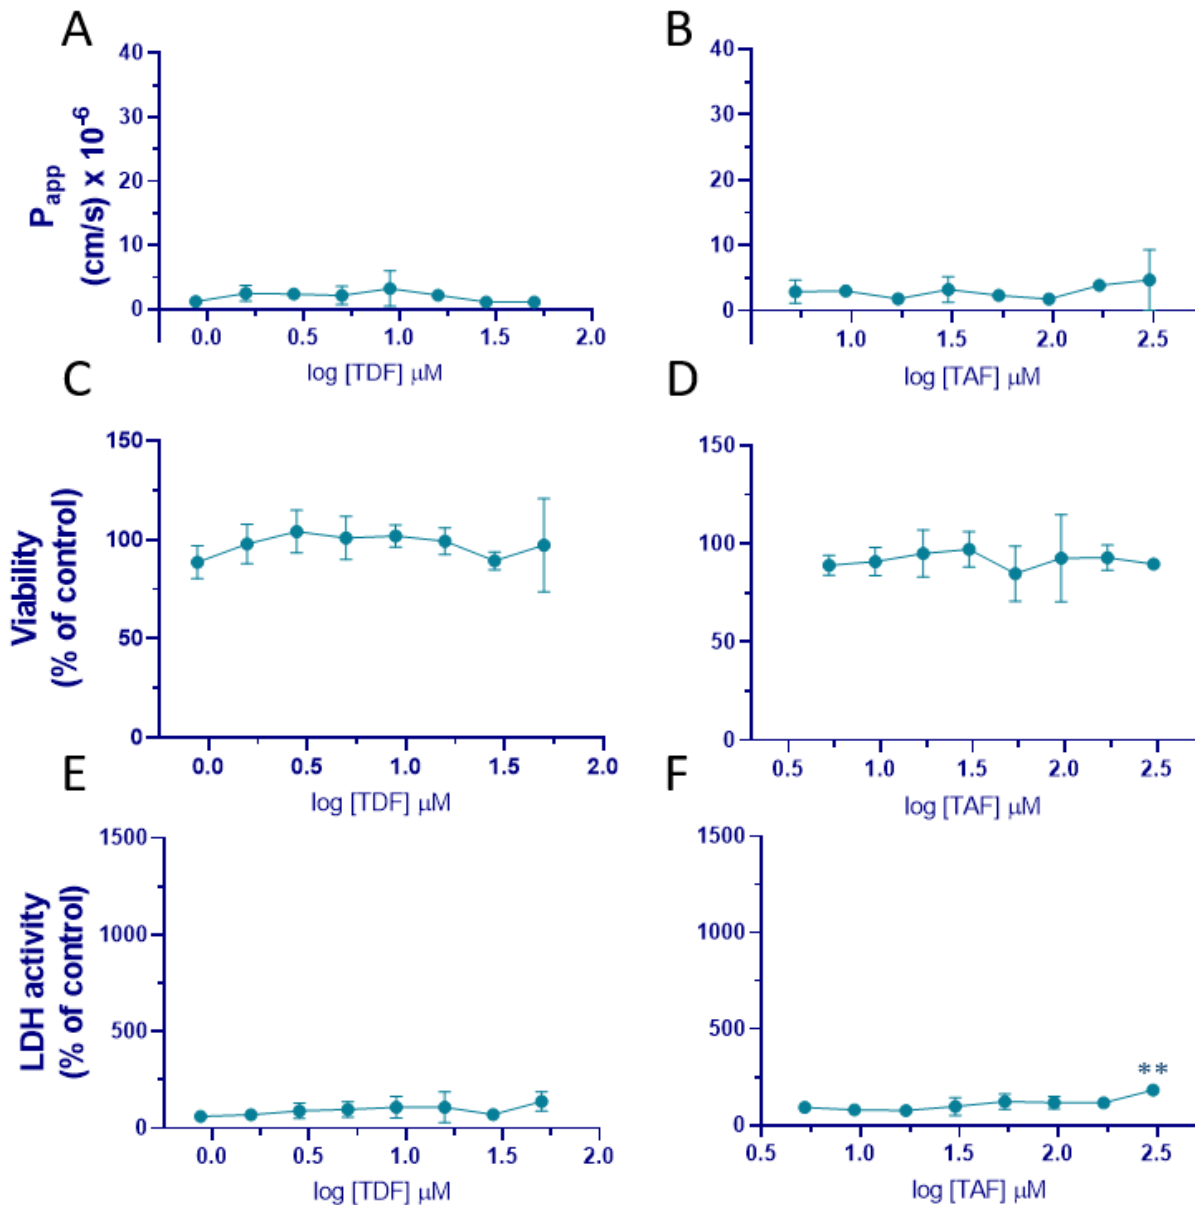 A
B
P_app
(cm/s) x 10^-6
40
30
20
10
0
0.0 0.5 1.0 1.5 2.0
log [TDF] μM
40
30
20
10
0
1.0 1.5 2.0 2.5
log [TAF] μM
C
D
Viability
(% of control)
150
100
50
0
0.0 0.5 1.0 1.5 2.0
log [TDF] μM
150
100
50
0
0.5 1.0 1.5 2.0 2.5
log [TAF] μM
E
F
LDH activity
(% of control)
1500
1000
500
0
0.0 0.5 1.0 1.5 2.0
log [TDF] μM
1500
1000
500
0
**
0.5 1.0 1.5 2.0 2.5
log [TAF] μM